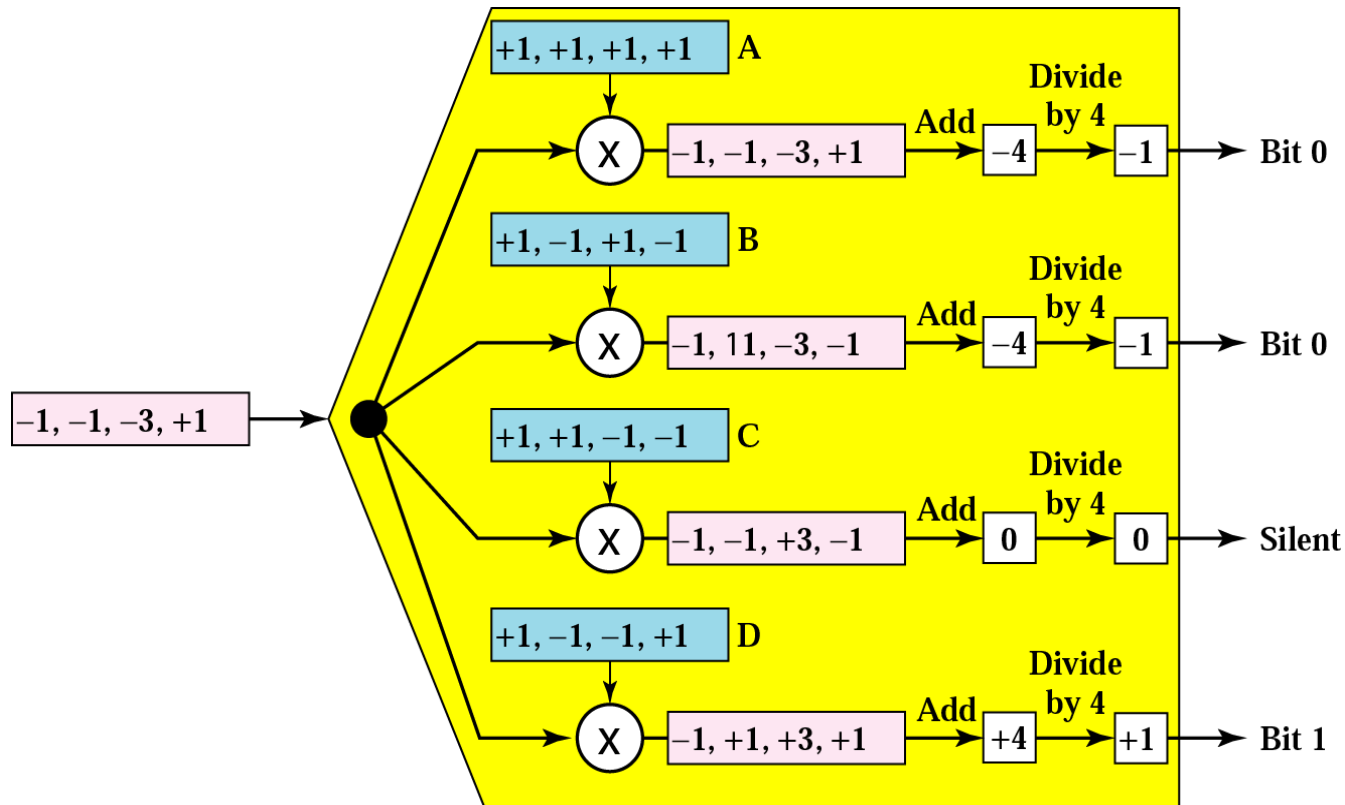 +1, +1, +1, +1 A
Divide
by 4
Add
X
–1, –1, –3, +1
–4
–1
Bit 0
+1, –1, +1, –1 B
Divide
by 4
Add
X
–1, 11, –3, –1
–4
–1
Bit 0
–1, –1, –3, +1
+1, +1, –1, –1 C
Divide
by 4
Add
X
–1, –1, +3, –1
0
0
Silent
+1, –1, –1, +1 D
Divide
by 4
Add
X
–1, +1, +3, +1
+4
+1
Bit 1